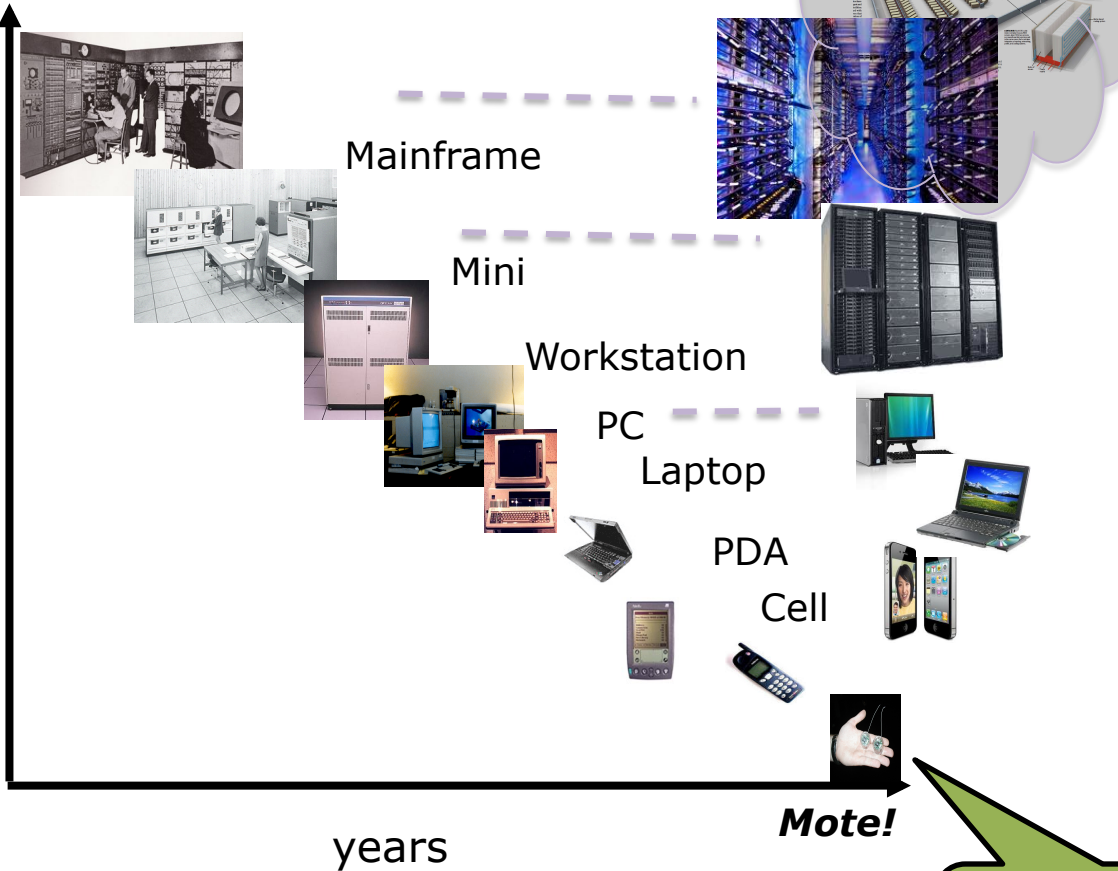 Mainframe
Mini
Workstation
PC
Laptop
PDA
Cell
Mote!
years